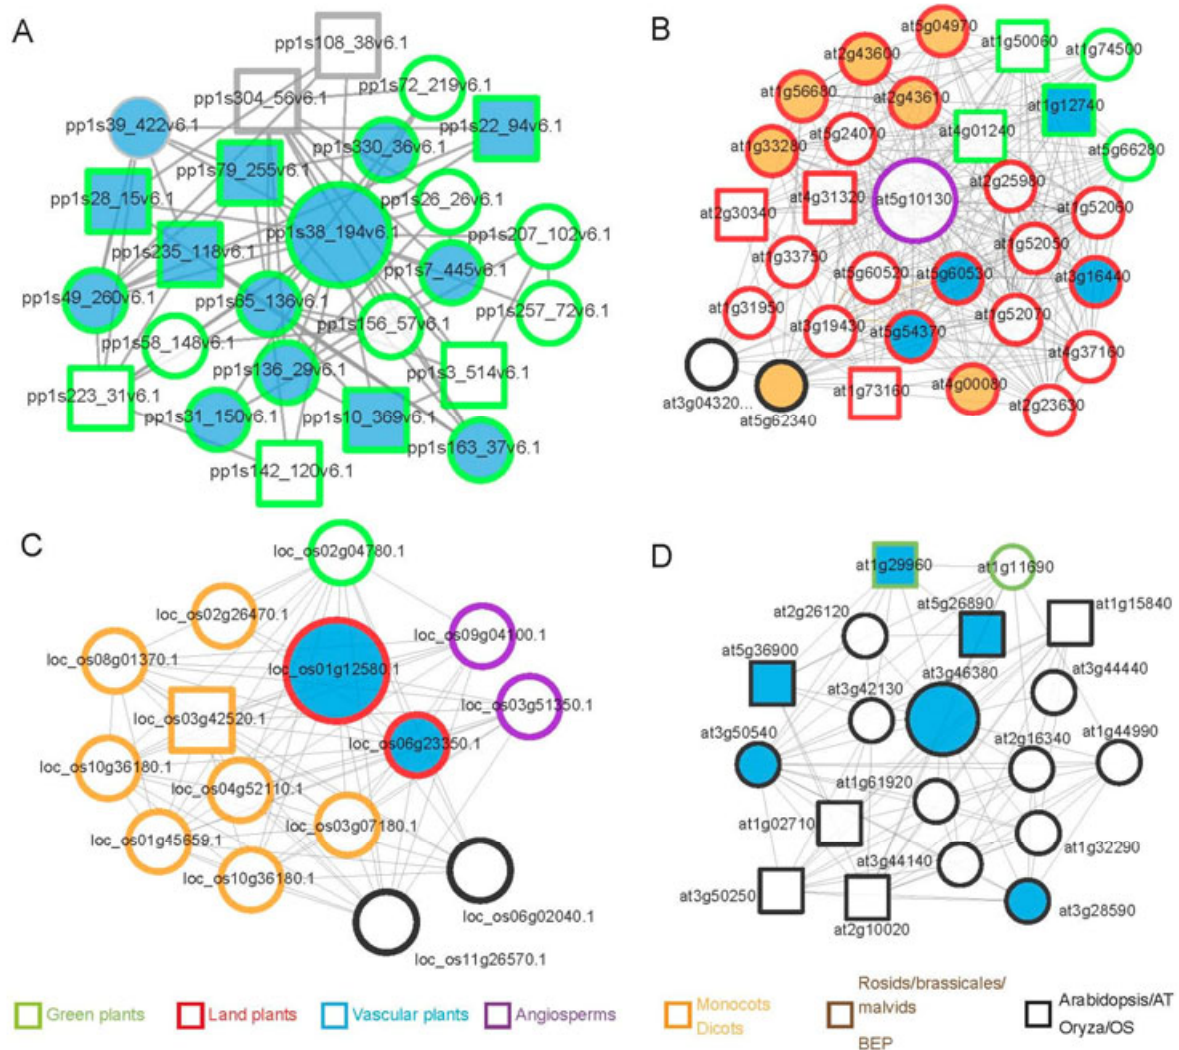 A
pp1s108_38v6.1
pp1s304_56v6.1
pp1s72_219v6.1
pp1s39_422v6.1
pp1s22_94v6.1
pp1s330_36v6.1
pp1s79_255v6.1
pp1s28_15v6.1
pp1s26_26v6.1
pp1s38_194v6.1
pp1s207_102v6.1
pp1s235_118v6.1
pp1s7_445v6.1
pp1s49_260v6.1
pp1s65_136v6.1
pp1s257_72v6.1
pp1s156_57v6.1
pp1s58_148v6.1
pp1s136_29v6.1
pp1s3_514v6.1
pp1s223_31v6.1
pp1s31_150v6.1
pp1s10_369v6.1
pp1s163_37v6.1
pp1s142_120v6.1
B
at5g04970
at1g50060
at1g74500
at2g43600
at1g56680
at2g43610
at1g12740
at5g24070
at4g01240
at1g33280
at5g66280
at2g25980
at4g31320
at5g10130
at2g30340
at1g52060
at1g52050
at1g33750
at5g60520
at5g60530
at3g16440
at1g31950
at3g19430
at1g52070
at5g54370
at4g37160
at1g73160
at4g00080
at3g04320...
at2g23630
at5g62340
C
loc_os02g04780.1
loc_os02g26470.1
loc_os09g04100.1
loc_os08g01370.1
loc_os01g12580.1
loc_os03g42520.1
loc_os03g51350.1
loc_os06g23350.1
loc_os10g36180.1
loc_os04g52110.1
loc_os03g07180.1
loc_os01g45659.1
loc_os10g36180.1
loc_os06g02040.1
loc_os11g26570.1
D
at1g29960
at1g11690
at2g26120
at5g26890
at1g15840
at5g36900
at3g46380
at3g44440
at3g42130
at3g50540
at2g16340
at1g44990
at1g61920
at1g02710
at1g32290
at3g44140
at3g50250
at3g28590
at2g10020
Green plants
Land plants
Vascular plants
Angiosperms
Monocots
Dicots
Rosids/brassicales/
malvids
BEP
Arabidopsis/AT
Oryza/OS